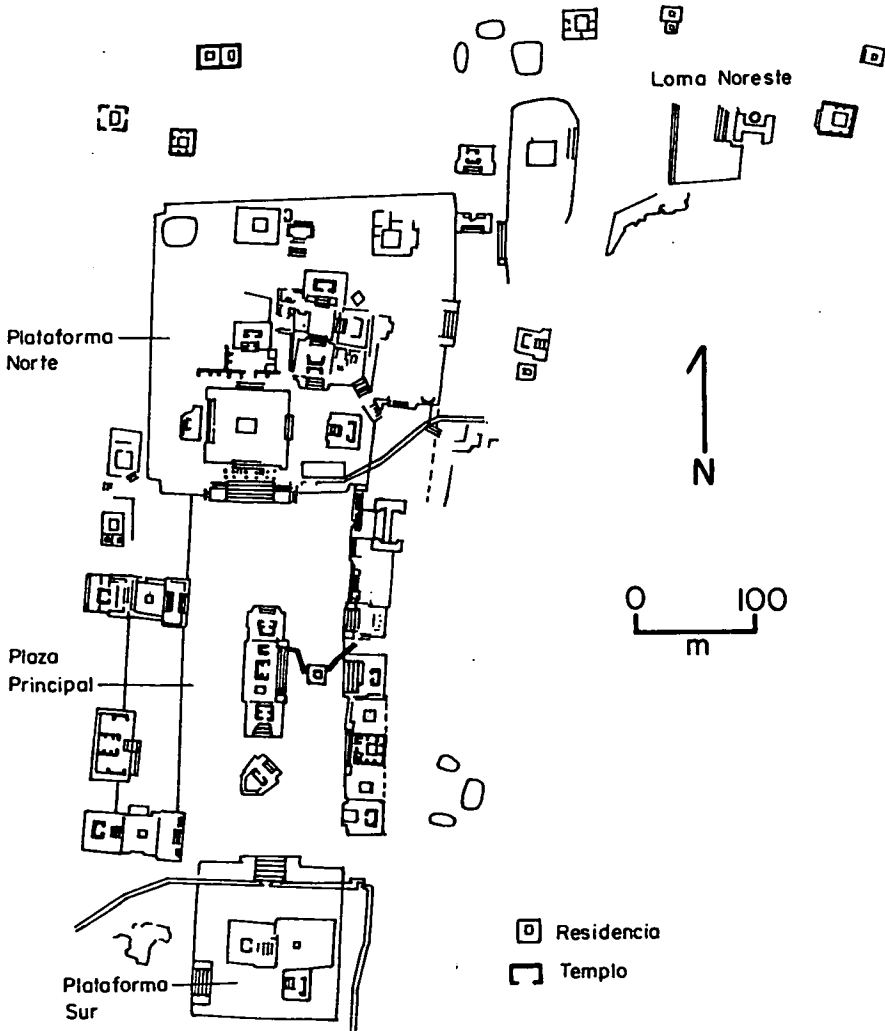 Loma Noreste
Plataforma
Norte
N
0 100
m
Plaza
Principal
Residencia
Templo
Plataforma
Sur